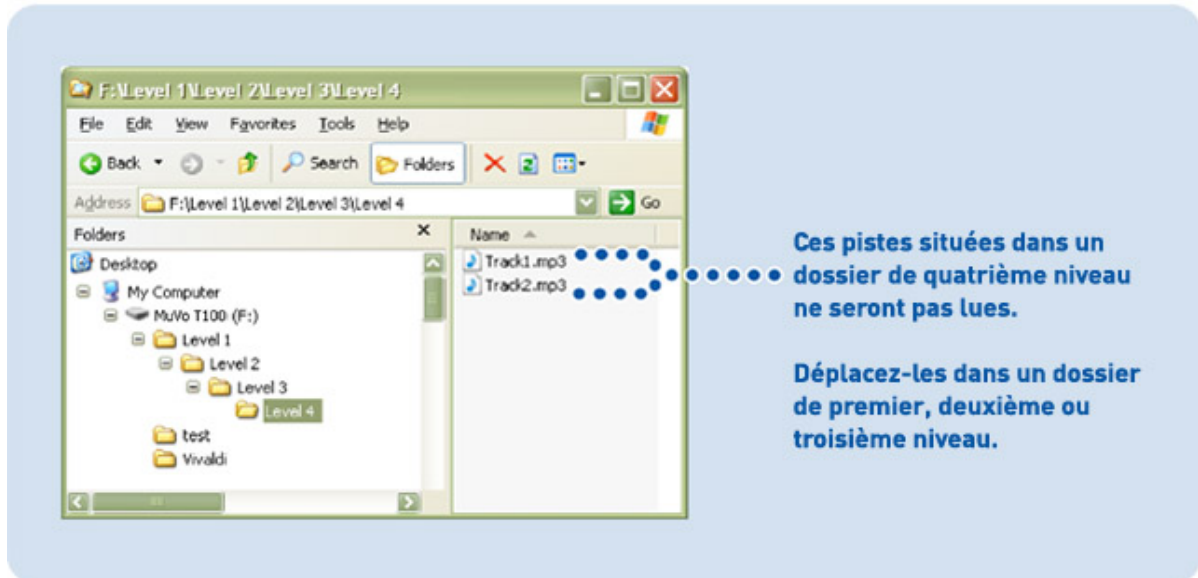 F:\Level 1\Level 2\Level 3\Level 4
File Edit View Favorites Tools Help
Back Search Folders
Address F:\Level 1\Level 2\Level 3\Level 4 Go
Folders
Desktop
My Computer
MuVo T100 (F:)
Level 1
Level 2
Level 3
Level 4
test
Vivaldi
Name
Track1.mp3
Track2.mp3
Ces pistes situées dans un
dossier de quatrième niveau
ne seront pas lues.
Déplacez-les dans un dossier
de premier, deuxième ou
troisième niveau.